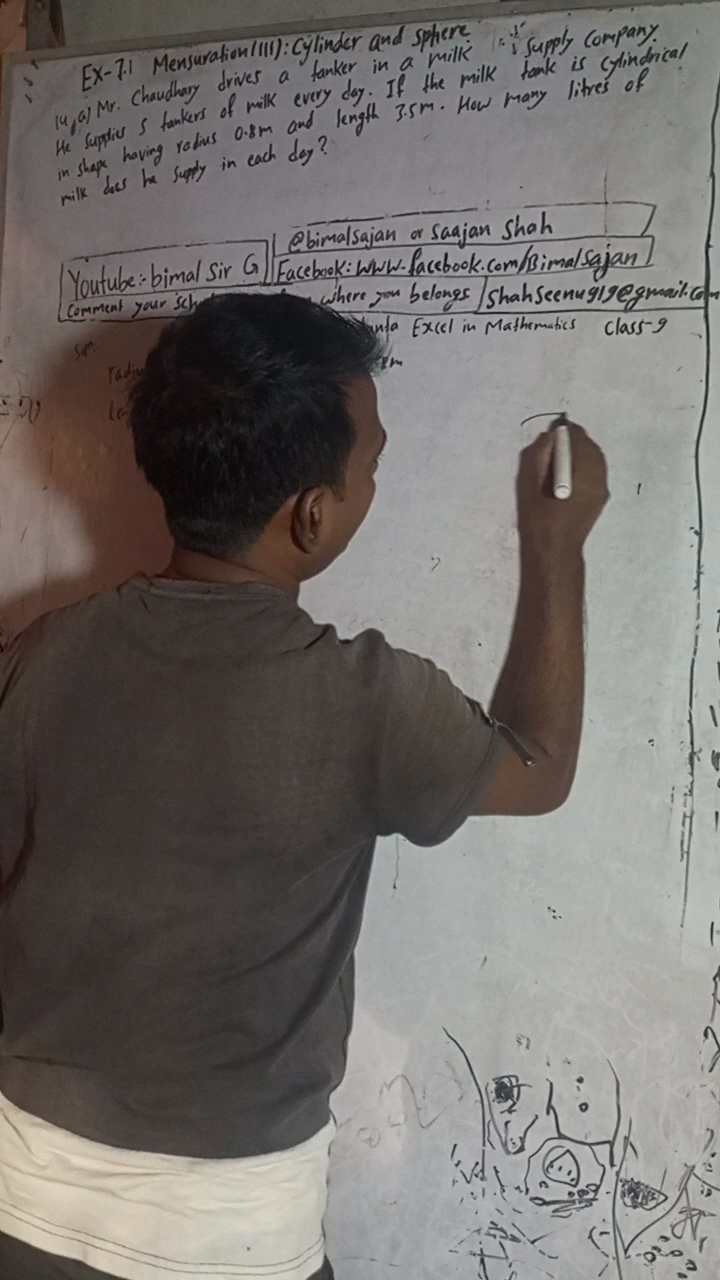 Ex-7.1 Mensuration(III): Cylinder and sphere
14, a) Mr. Chaudhary drives a tanker in a milk supply company.
He supplies 5 tankers of milk every day. If the milk tank is cylindrical
in shape having radius 0.8m and length 3.5m. How many litres of
milk does he supply in each day?
@bimalsajan or Saajan Shah
Youtube:- bimal Sir G
Facebook: www.facebook.com/Bimalsajan
Comment your where you belongs
Shahseenu919@gmail.com
Excel in Mathematics class-9
Som
radiu
8m